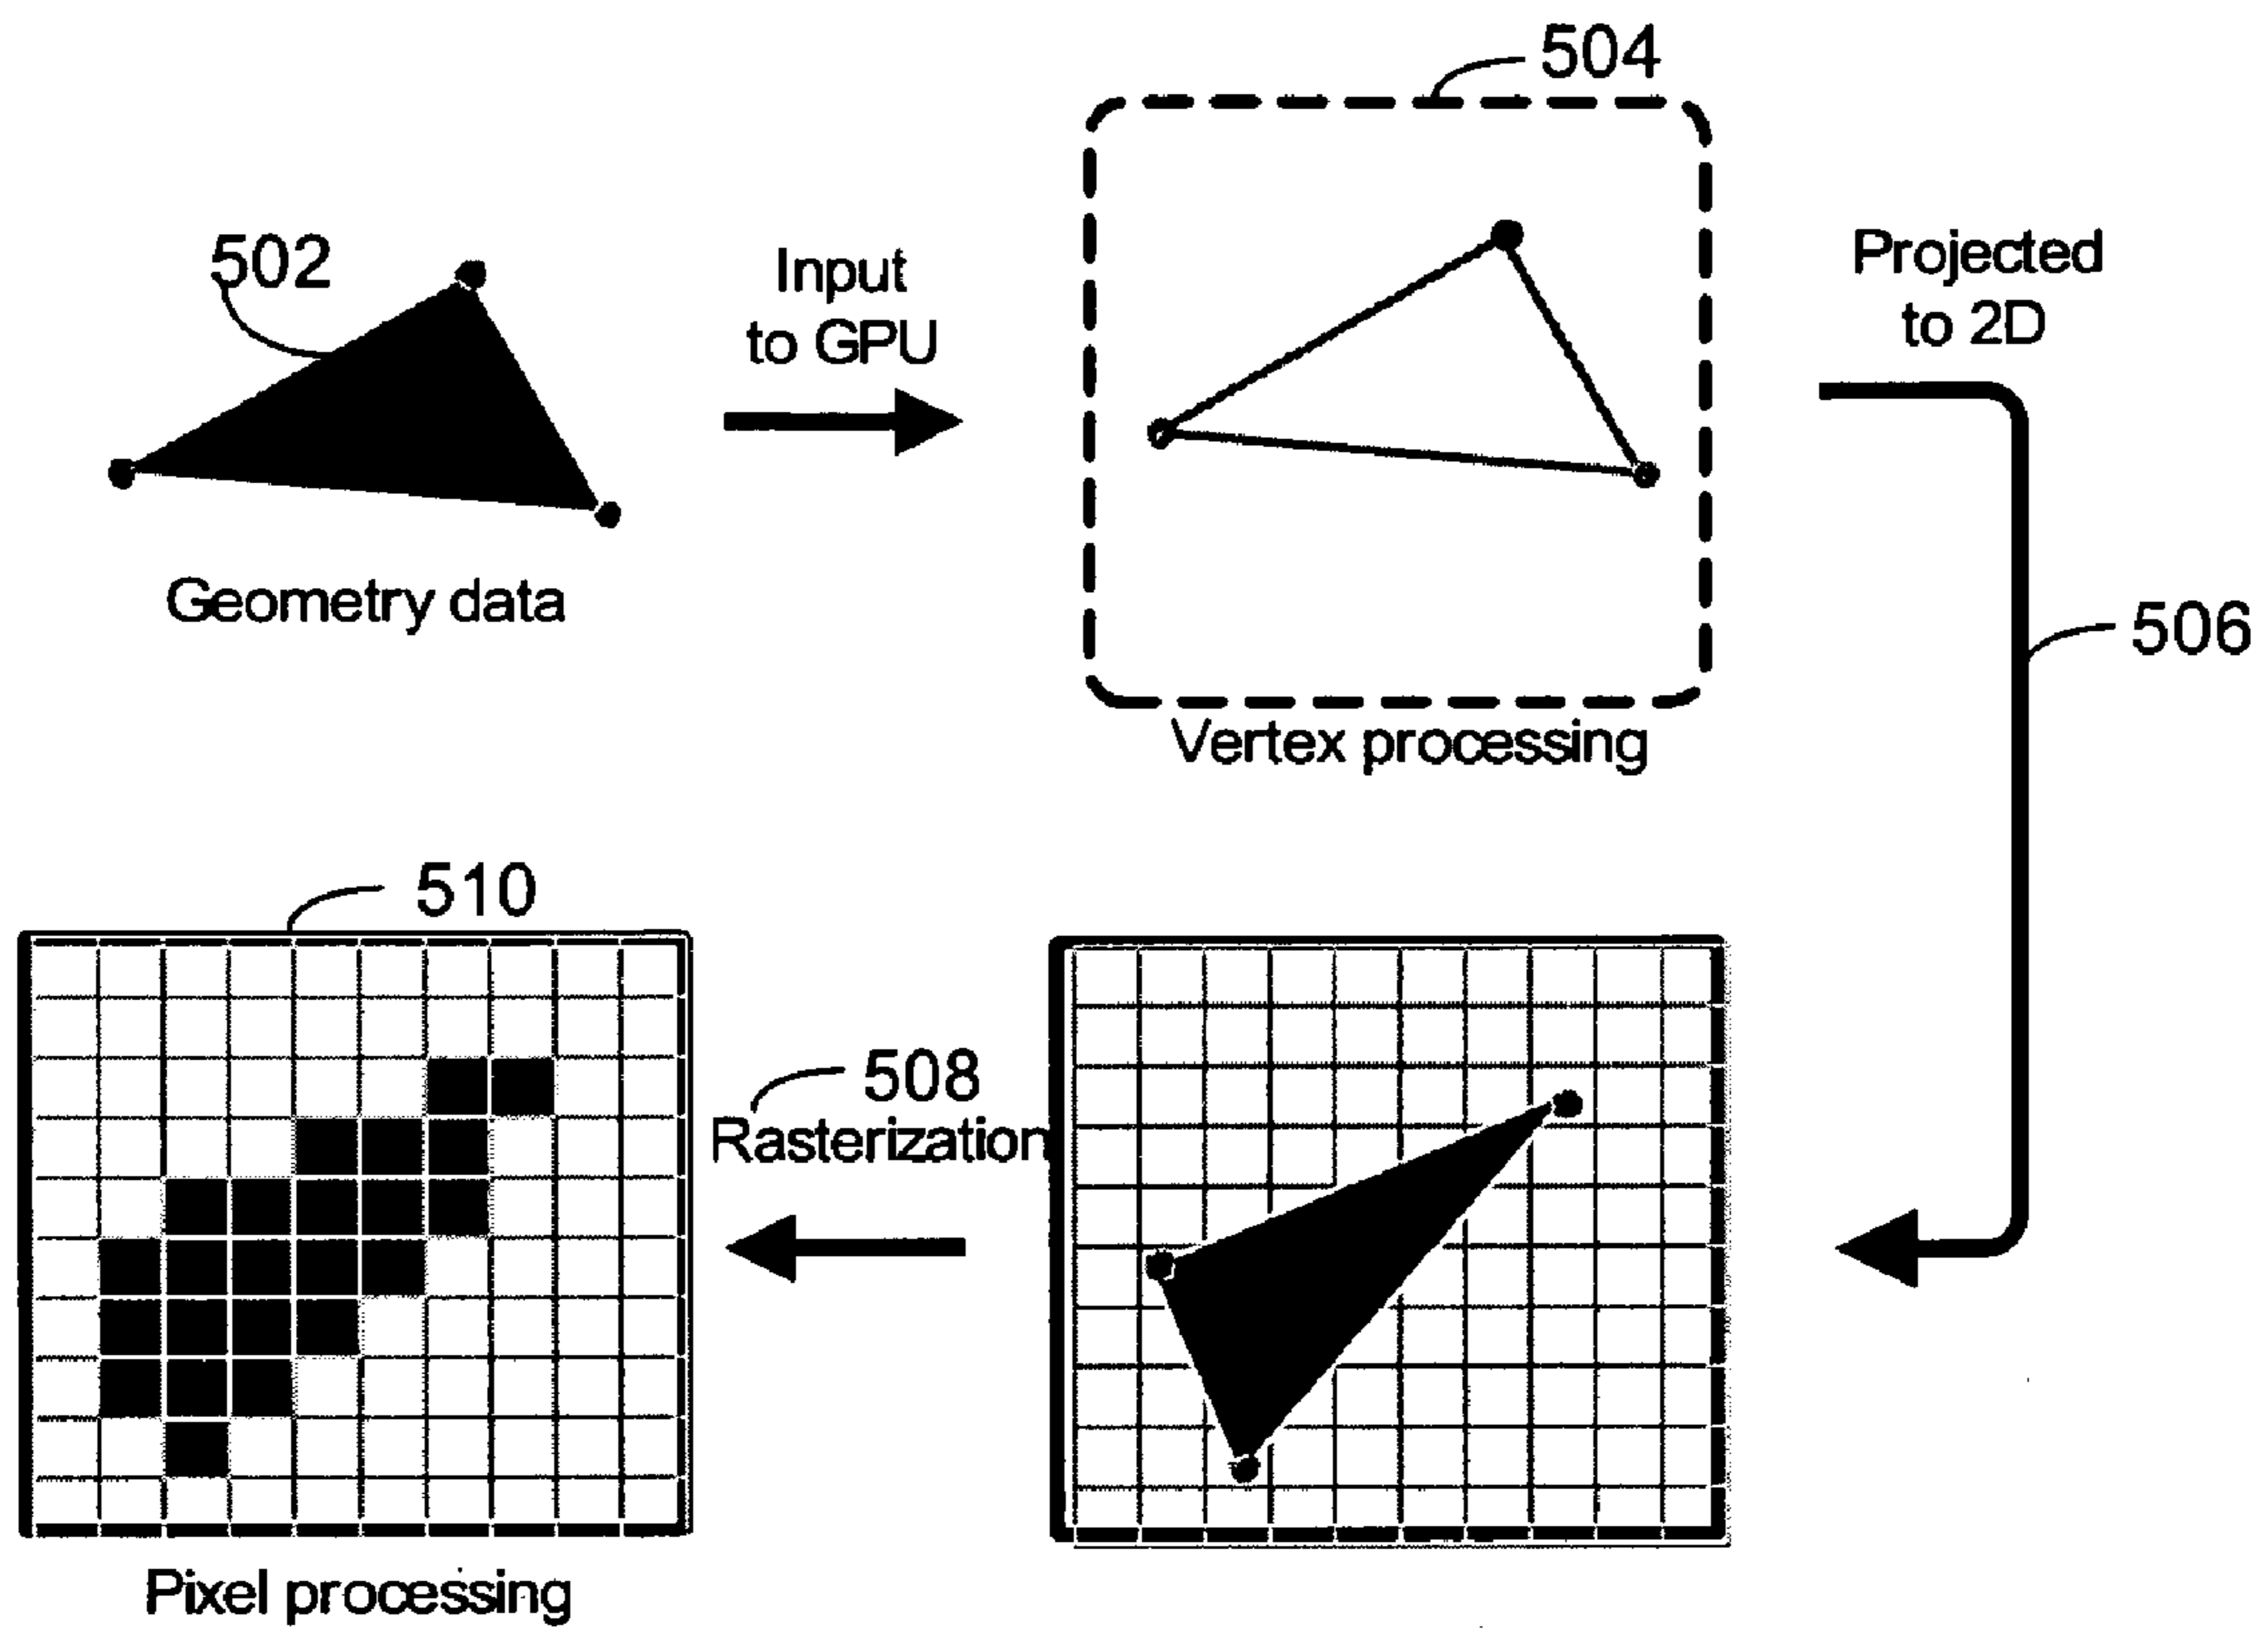 504
502
Input
to GPU
Projected
to 2D
Geometry data
506
Vertex processing
510
508
Rasterization
Pixel processing